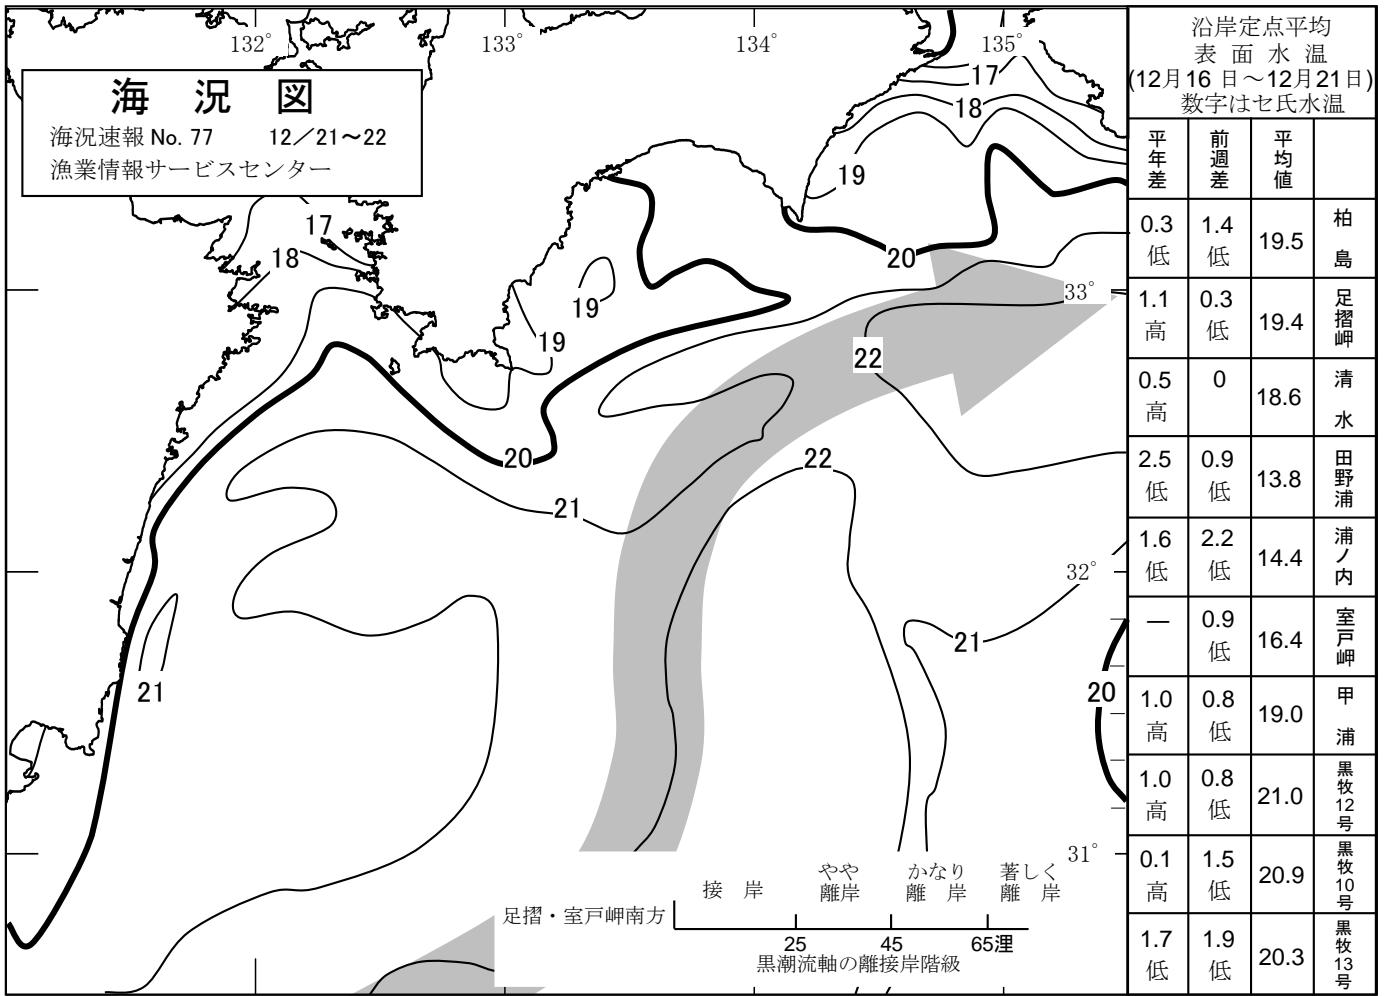 海 況 図
海況速報 No. 77 12／21～22
漁業情報サービスセンター
132°
133°
134°
135°
17
18
19
17
18
20
33°
19
19
22
20
22
21
32°
21
21
20
31°
接 岸
やや
離岸
かなり
離 岸
著しく
離 岸
足摺・室戸岬南方
25 45 65浬
黒潮流軸の離接岸階級
沿岸定点平均
表 面 水 温
(12月16 日～12月21日)
数字はセ氏水温
平年差 前週差 平均値
0.3低 1.4低 19.5 柏島
1.1高 0.3低 19.4 足摺岬
0.5高 0 18.6 清水
2.5低 0.9低 13.8 田野浦
1.6低 2.2低 14.4 浦ノ内
— 0.9低 16.4 室戸岬
1.0高 0.8低 19.0 甲浦
1.0高 0.8低 21.0 黒牧12号
0.1高 1.5低 20.9 黒牧10号
1.7低 1.9低 20.3 黒牧13号